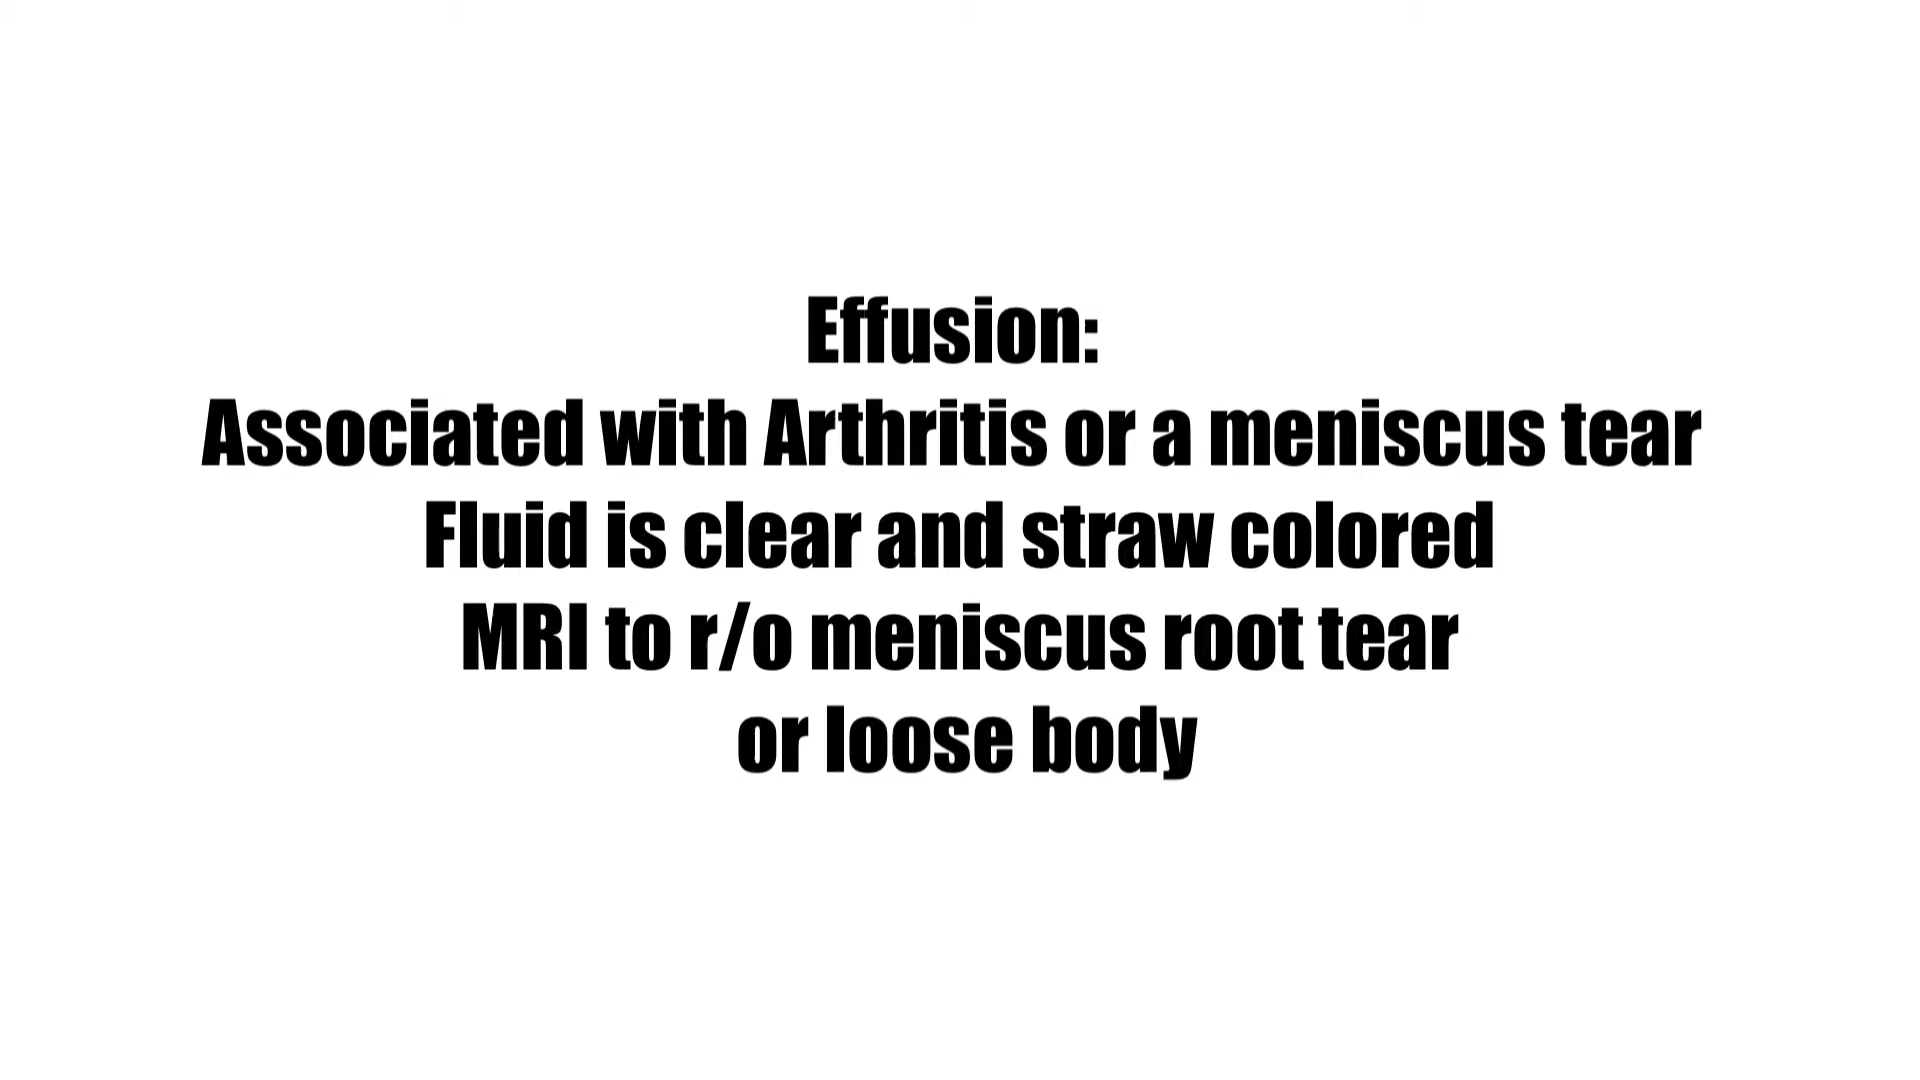 Effusion:
Associated with Arthritis or a meniscus tear
Fluid is clear and straw colored
MRI to r/o meniscus root tear
or loose body